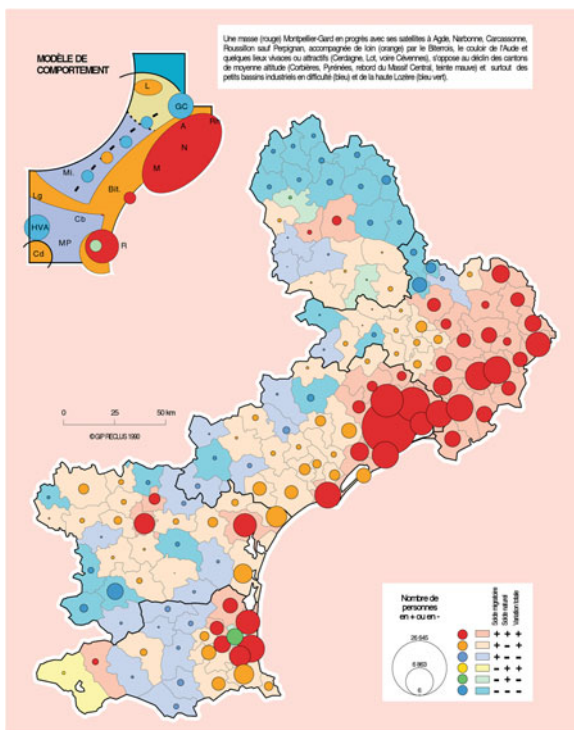 Une masse (rouge) Montpellier-Gard en progrès avec ses satellites à Agde, Narbonne, Carcassonne,
Roussillon sauf Perpignan, accompagnée de loin (orange) par le Biterrois, le couloir de l'Aude et
quelques lieux vivaces ou attractifs (Cerdagne, Lot, voire Cévennes), s'oppose au déclin des cantons
de moyenne altitude (Corbières, Pyrénées, rebord du Massif Central, teinte mauve) et surtout des
petits bassins industriels en difficulté (bleu) et de la haute Lozère (bleu vert).
MODÈLE DE
COMPORTEMENT
L
GC
A
Rh
N
Mi.
M
Bit.
Lg
Cb
HVA
MP
R
Cd
0 25 50 km
© GIP RECLUS 1990
Nombre de
personnes
en + ou en -
26 645
6 863
6
Solde migratoire
Solde naturel
Variation totale
+ + +
+ - +
+ - -
- + +
- + -
- - -